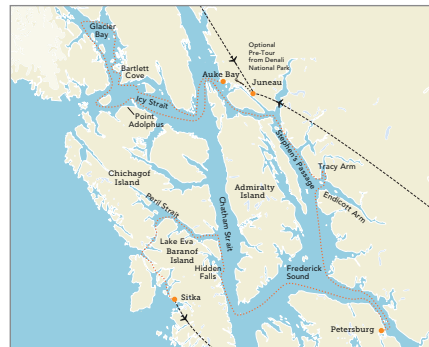 Glacier
Bay
Bartlett
Cove
Optional
Pre-Tour
from Denali
National Park
Auke Bay
Juneau
Icy Strait
Point
Adolphus
Stephen's Passage
Tracy Arm
Chichagof
Island
Admiralty
Island
Endicott Arm
Peril Strait
Chatham Strait
Lake Eva
Baranof
Island
Hidden
Falls
Frederick
Sound
Sitka
Petersburg